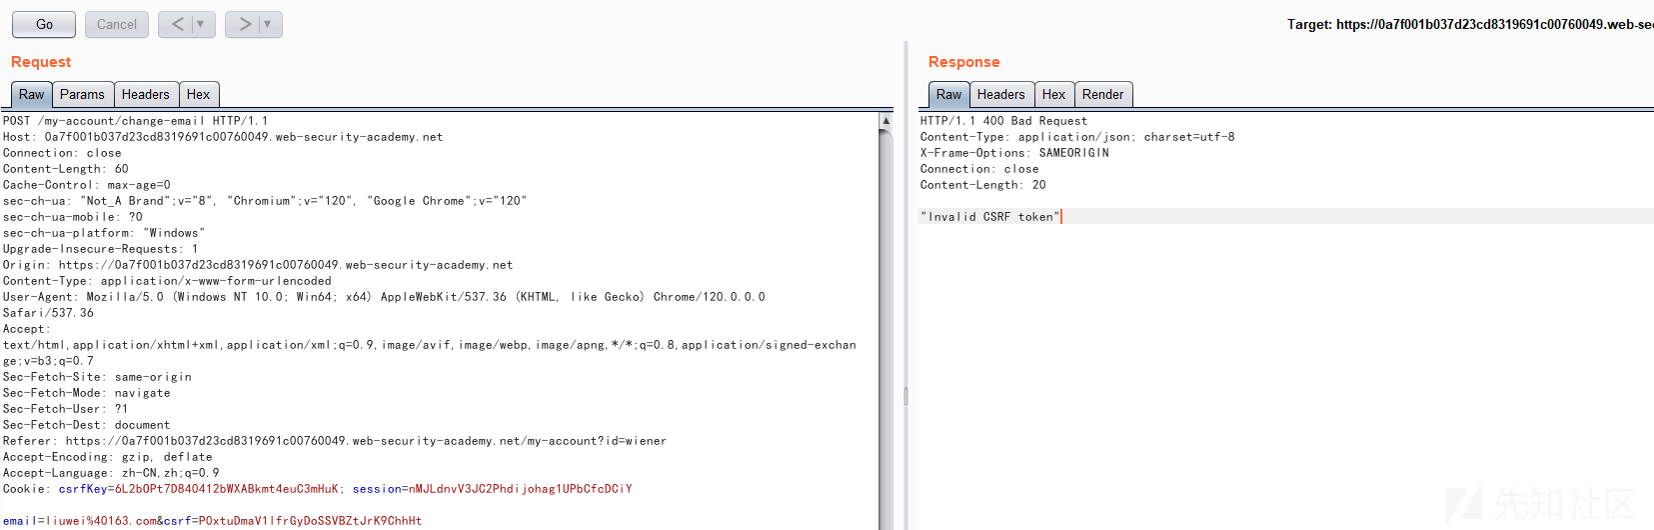 Go
Cancel
<
>
Target: https://0a7f001b037d23cd8319691c00760049.web-sec
Request
Raw
Params
Headers
Hex
POST /my-account/change-email HTTP/1.1
Host: 0a7f001b037d23cd8319691c00760049.web-security-academy.net
Connection: close
Content-Length: 60
Cache-Control: max-age=0
sec-ch-ua: "Not_A Brand";v="8", "Chromium";v="120", "Google Chrome";v="120"
sec-ch-ua-mobile: ?0
sec-ch-ua-platform: "Windows"
Upgrade-Insecure-Requests: 1
Origin: https://0a7f001b037d23cd8319691c00760049.web-security-academy.net
Content-Type: application/x-www-form-urlencoded
User-Agent: Mozilla/5.0 (Windows NT 10.0; Win64; x64) AppleWebKit/537.36 (KHTML, like Gecko) Chrome/120.0.0.0
Safari/537.36
Accept:
text/html,application/xhtml+xml,application/xml;q=0.9,image/avif,image/webp,image/apng,*/*;q=0.8,application/signed-exchan
ge;v=b3;q=0.7
Sec-Fetch-Site: same-origin
Sec-Fetch-Mode: navigate
Sec-Fetch-User: ?1
Sec-Fetch-Dest: document
Referer: https://0a7f001b037d23cd8319691c00760049.web-security-academy.net/my-account?id=wiener
Accept-Encoding: gzip, deflate
Accept-Language: zh-CN,zh;q=0.9
Cookie: csrfKey=6L2bOPt7D840412bWXABkmt4euC3mHuK; session=nMJLdnvV3JC2Phdijohag1UPbCfcDCiY
email=liuwei%40163.com&csrf=P0xtuDmaV1lfrGyDoSSVBZtJrK9ChhHt
Response
Raw
Headers
Hex
Render
HTTP/1.1 400 Bad Request
Content-Type: application/json; charset=utf-8
X-Frame-Options: SAMEORIGIN
Connection: close
Content-Length: 20
"Invalid CSRF token"
先知社区